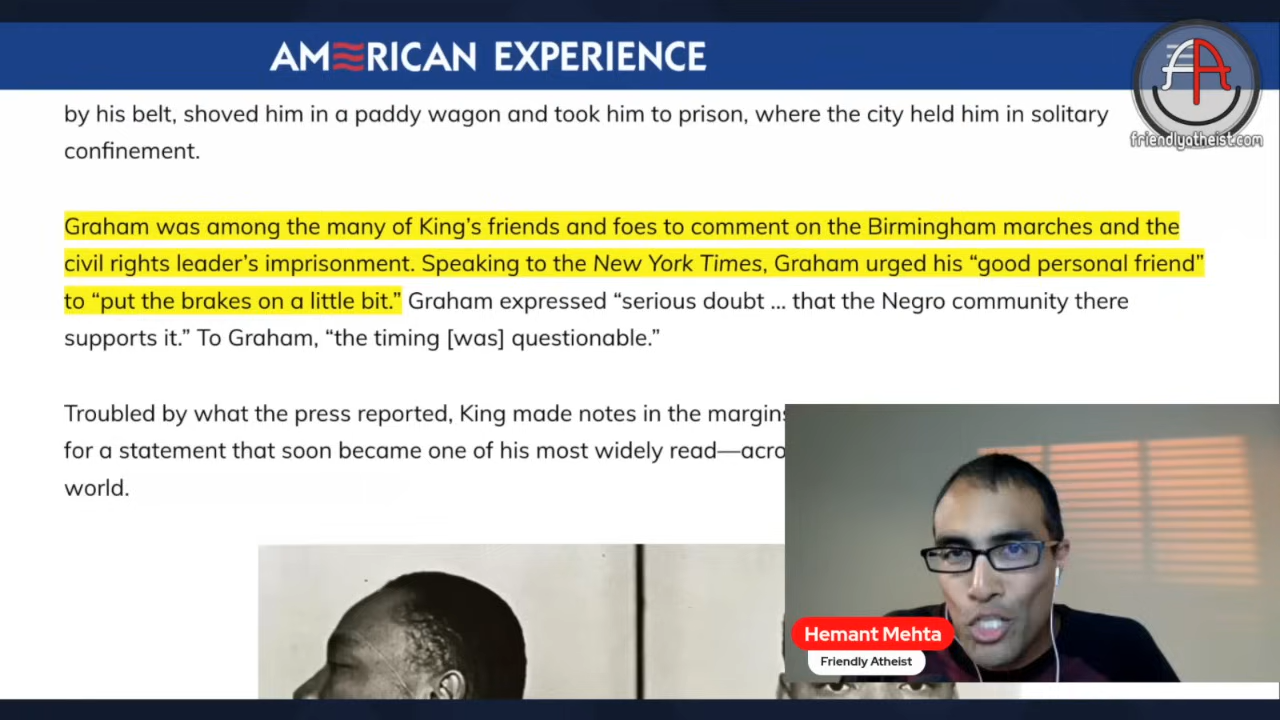 AMERICAN EXPERIENCE
friendlyatheist.com
by his belt, shoved him in a paddy wagon and took him to prison, where the city held him in solitary
confinement.
Graham was among the many of King’s friends and foes to comment on the Birmingham marches and the
civil rights leader’s imprisonment. Speaking to the New York Times, Graham urged his “good personal friend”
to “put the brakes on a little bit.” Graham expressed “serious doubt ... that the Negro community there
supports it.” To Graham, “the timing [was] questionable.”
Troubled by what the press reported, King made notes in the margins
for a statement that soon became one of his most widely read—acro
world.
Hemant Mehta
Friendly Atheist